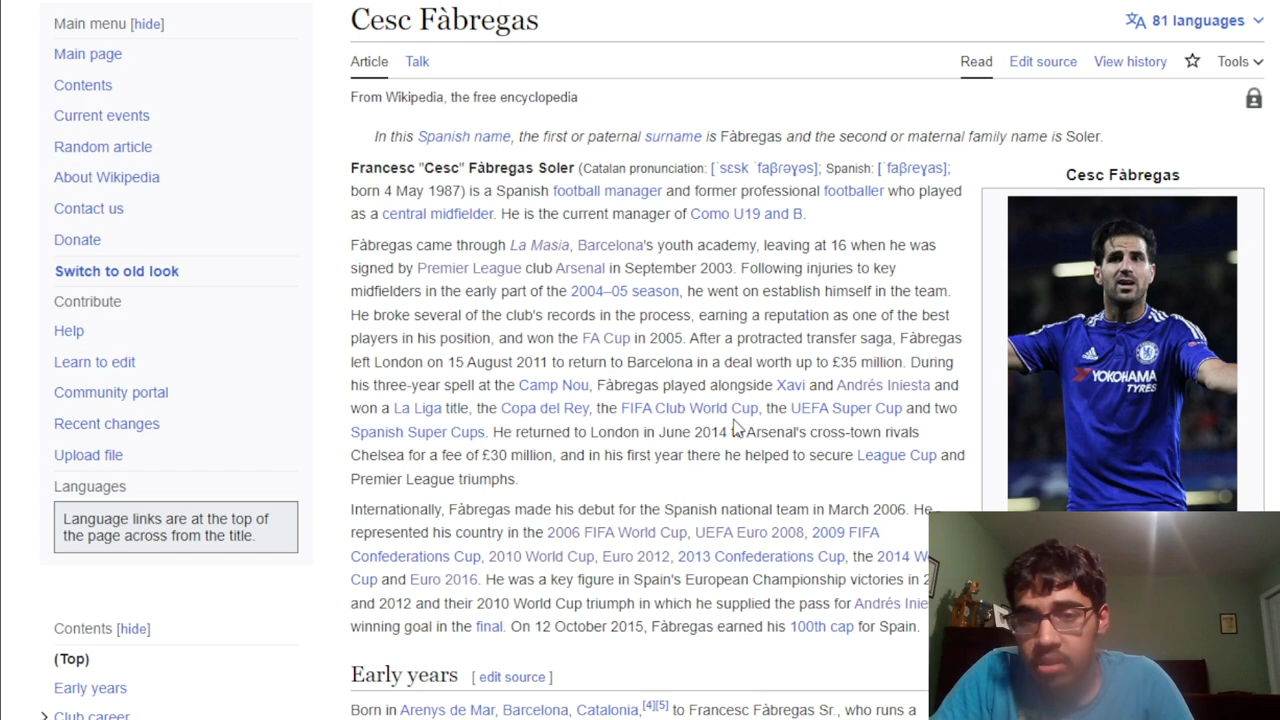 Main menu [hide]
Main page
Contents
Current events
Random article
About Wikipedia
Contact us
Donate
Switch to old look
Contribute
Help
Learn to edit
Community portal
Recent changes
Upload file
Languages
Language links are at the top of
the page across from the title.
Contents [hide]
(Top)
Early years
Club career
Cesc Fàbregas
81 languages
Article Talk
Read Edit source View history Tools
From Wikipedia, the free encyclopedia
In this Spanish name, the first or paternal surname is Fàbregas and the second or maternal family name is Soler.
Francesc "Cesc" Fàbregas Soler (Catalan pronunciation: [ˈsɛsk ˈfaβɾəɣəs]; Spanish: [ˈfaβɾeɣas];
born 4 May 1987) is a Spanish football manager and former professional footballer who played
as a central midfielder. He is the current manager of Como U19 and B.
Fàbregas came through La Masia, Barcelona's youth academy, leaving at 16 when he was
signed by Premier League club Arsenal in September 2003. Following injuries to key
midfielders in the early part of the 2004–05 season, he went on establish himself in the team.
He broke several of the club's records in the process, earning a reputation as one of the best
players in his position, and won the FA Cup in 2005. After a protracted transfer saga, Fàbregas
left London on 15 August 2011 to return to Barcelona in a deal worth up to £35 million. During
his three-year spell at the Camp Nou, Fàbregas played alongside Xavi and Andrés Iniesta and
won a La Liga title, the Copa del Rey, the FIFA Club World Cup, the UEFA Super Cup and two
Spanish Super Cups. He returned to London in June 2014 Arsenal's cross-town rivals
Chelsea for a fee of £30 million, and in his first year there he helped to secure League Cup and
Premier League triumphs.
Internationally, Fàbregas made his debut for the Spanish national team in March 2006. He
represented his country in the 2006 FIFA World Cup, UEFA Euro 2008, 2009 FIFA
Confederations Cup, 2010 World Cup, Euro 2012, 2013 Confederations Cup, the 2014 W
Cup and Euro 2016. He was a key figure in Spain's European Championship victories in 2
and 2012 and their 2010 World Cup triumph in which he supplied the pass for Andrés Inie
winning goal in the final. On 12 October 2015, Fàbregas earned his 100th cap for Spain.
Early years [ edit source ]
Born in Arenys de Mar, Barcelona, Catalonia,[4][5] to Francesc Fàbregas Sr., who runs a
Cesc Fàbregas
adidas
YOKOHAMA
TYRES